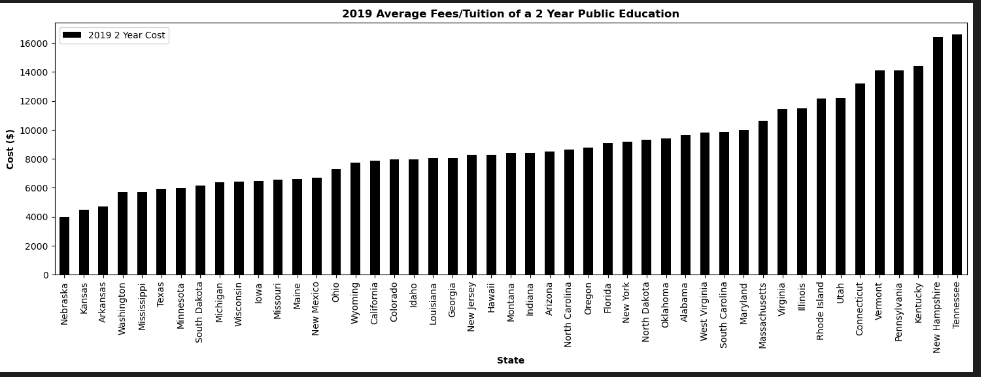 2019 Average Fees/Tuition of a 2 Year Public Education
2019 2 Year Cost
16000
14000
12000
10000
8000
6000
4000
2000
0
Cost ($)
Nebraska
Kansas
Arkansas
Washington
Mississippi
Texas
Minnesota
South Dakota
Michigan
Wisconsin
Iowa
Missouri
Maine
New Mexico
Ohio
Wyoming
California
Colorado
Idaho
Louisiana
Georgia
New Jersey
Hawaii
Montana
Indiana
Arizona
North Carolina
Oregon
Florida
New York
North Dakota
Oklahoma
Alabama
West Virginia
South Carolina
Maryland
Massachusetts
Virginia
Illinois
Rhode Island
Utah
Connecticut
Vermont
Pennsylvania
Kentucky
New Hampshire
Tennessee
State